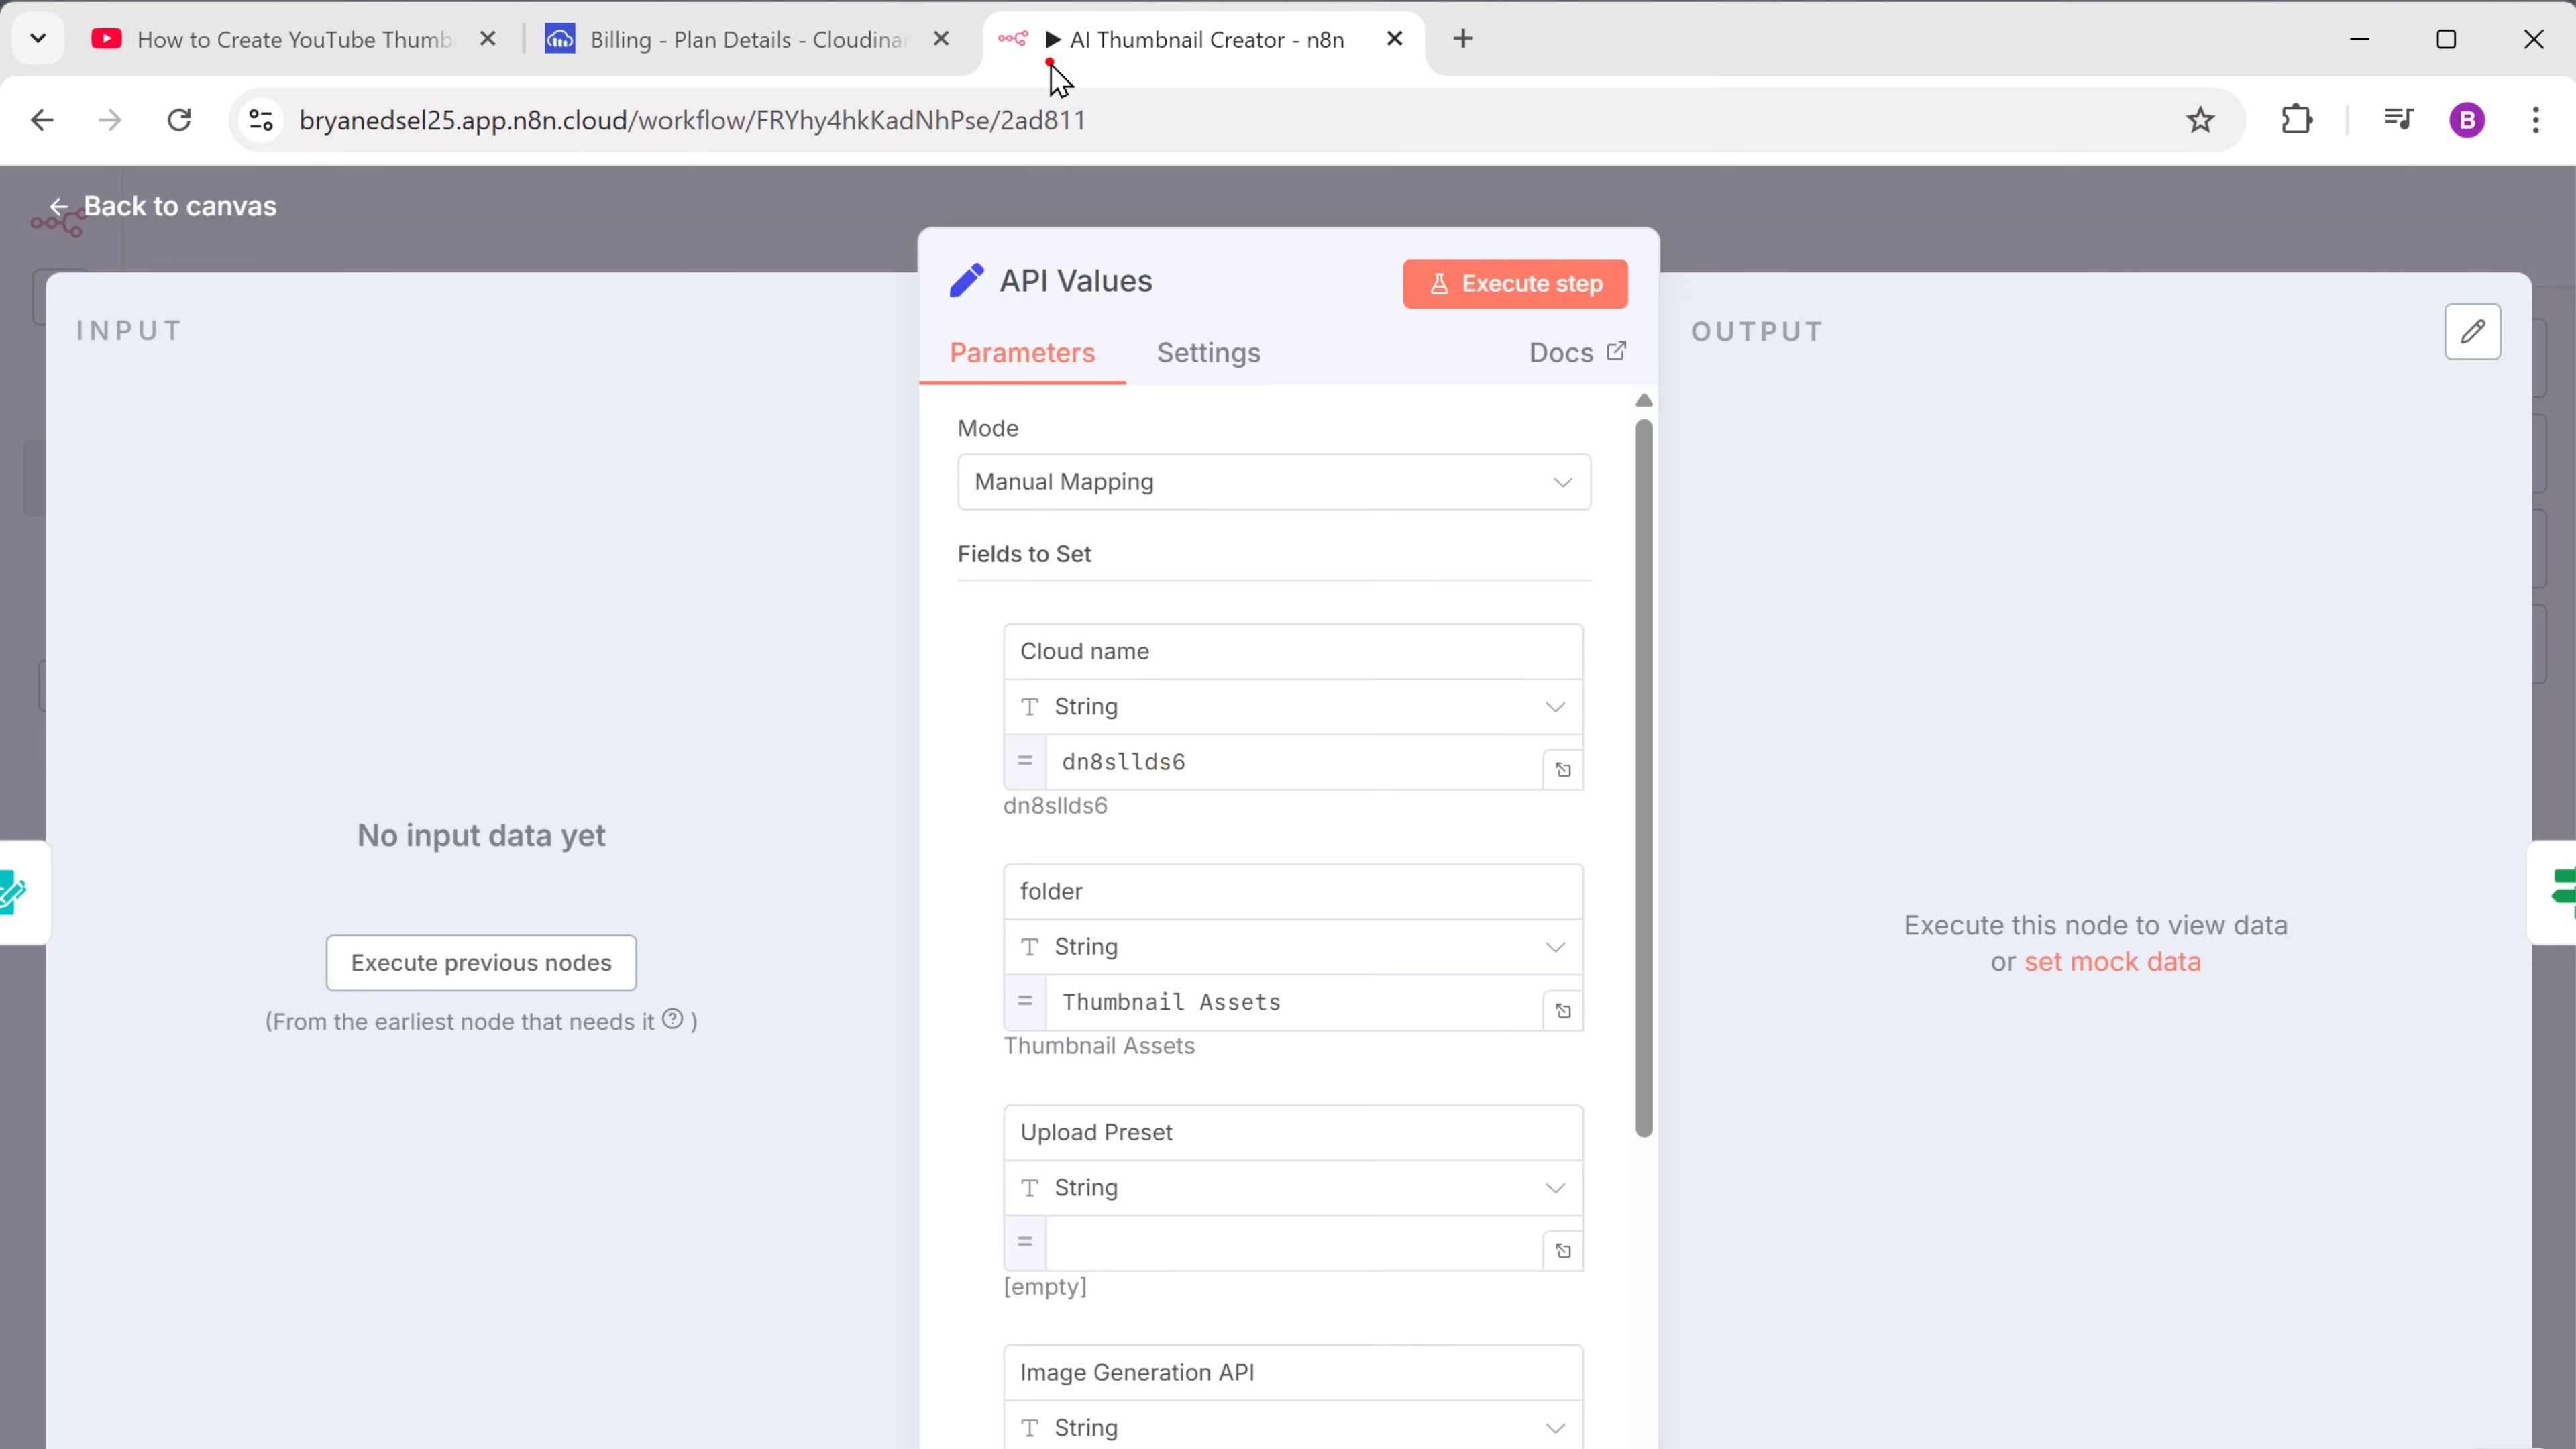 How to Create YouTube Thumb
Billing - Plan Details - Cloudinar
▶ AI Thumbnail Creator - n8n
bryanedsel25.app.n8n.cloud/workflow/FRYhy4hkKadNhPse/2ad811
B
Back to canvas
API Values
Execute step
INPUT
Parameters
Settings
Docs
OUTPUT
Mode
Manual Mapping
Fields to Set
Cloud name
String
= dn8sllds6
dn8sllds6
No input data yet
folder
String
Execute previous nodes
= Thumbnail Assets
(From the earliest node that needs it ? )
Thumbnail Assets
Execute this node to view data
or set mock data
Upload Preset
String
=
[empty]
Image Generation API
String